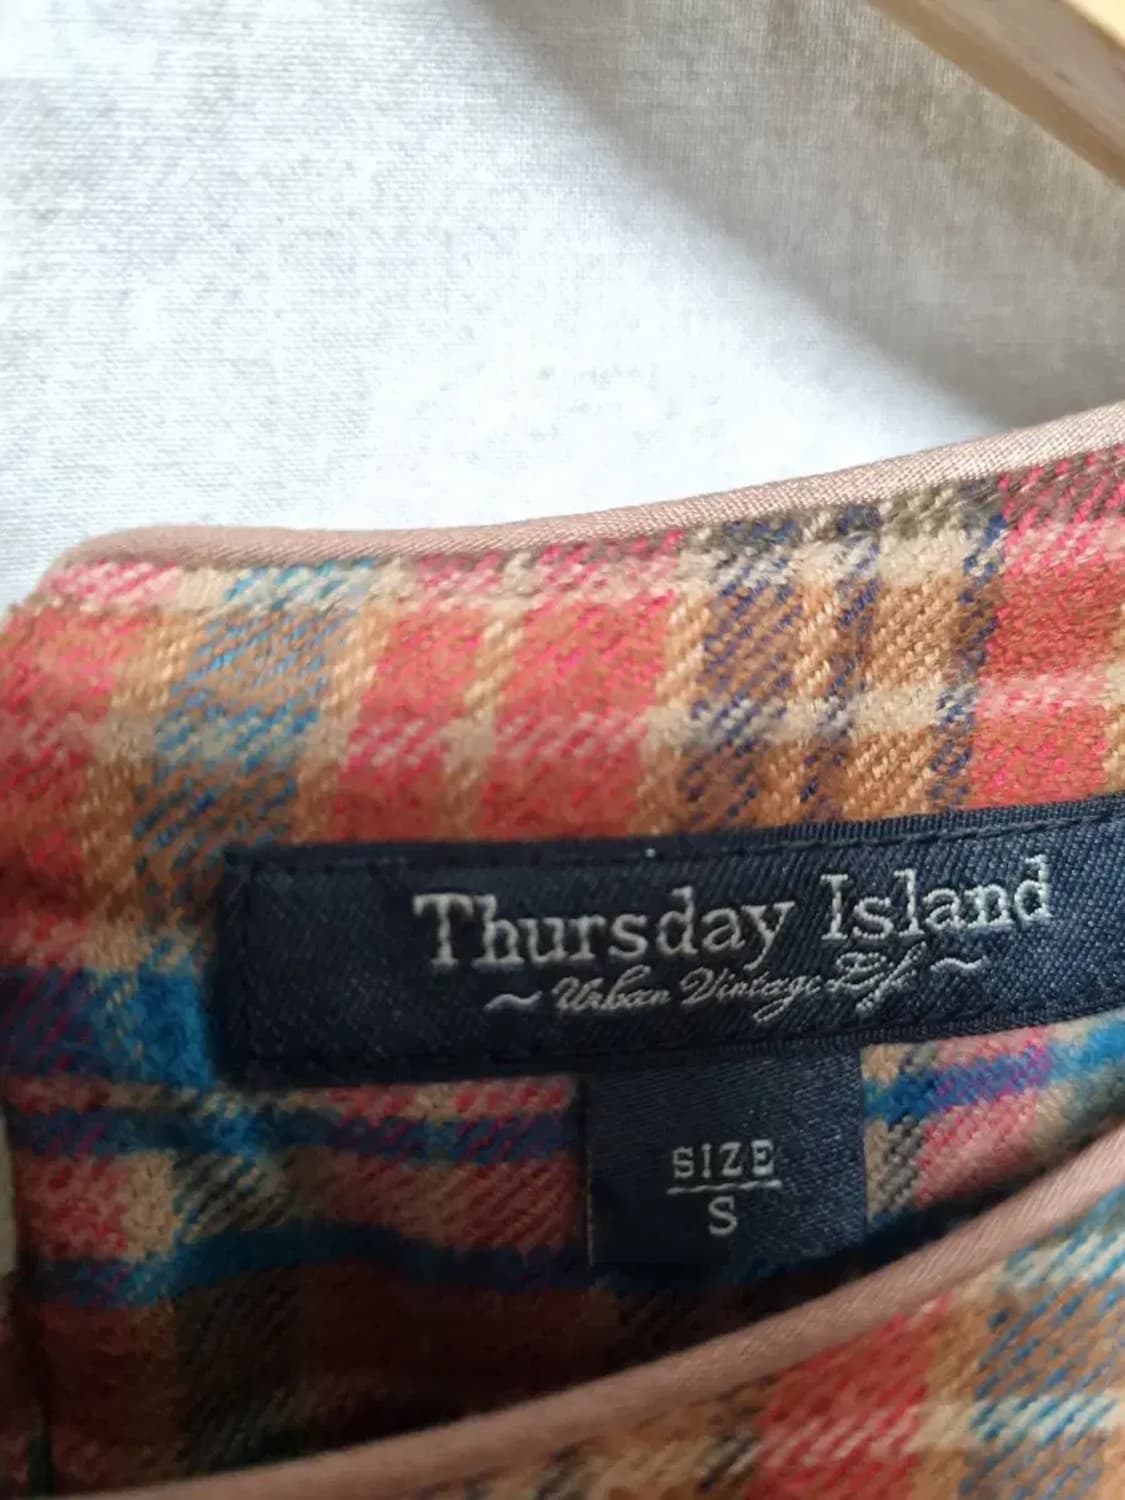 Thursday Island
~ Urban Vintage Life ~
SIZE
S